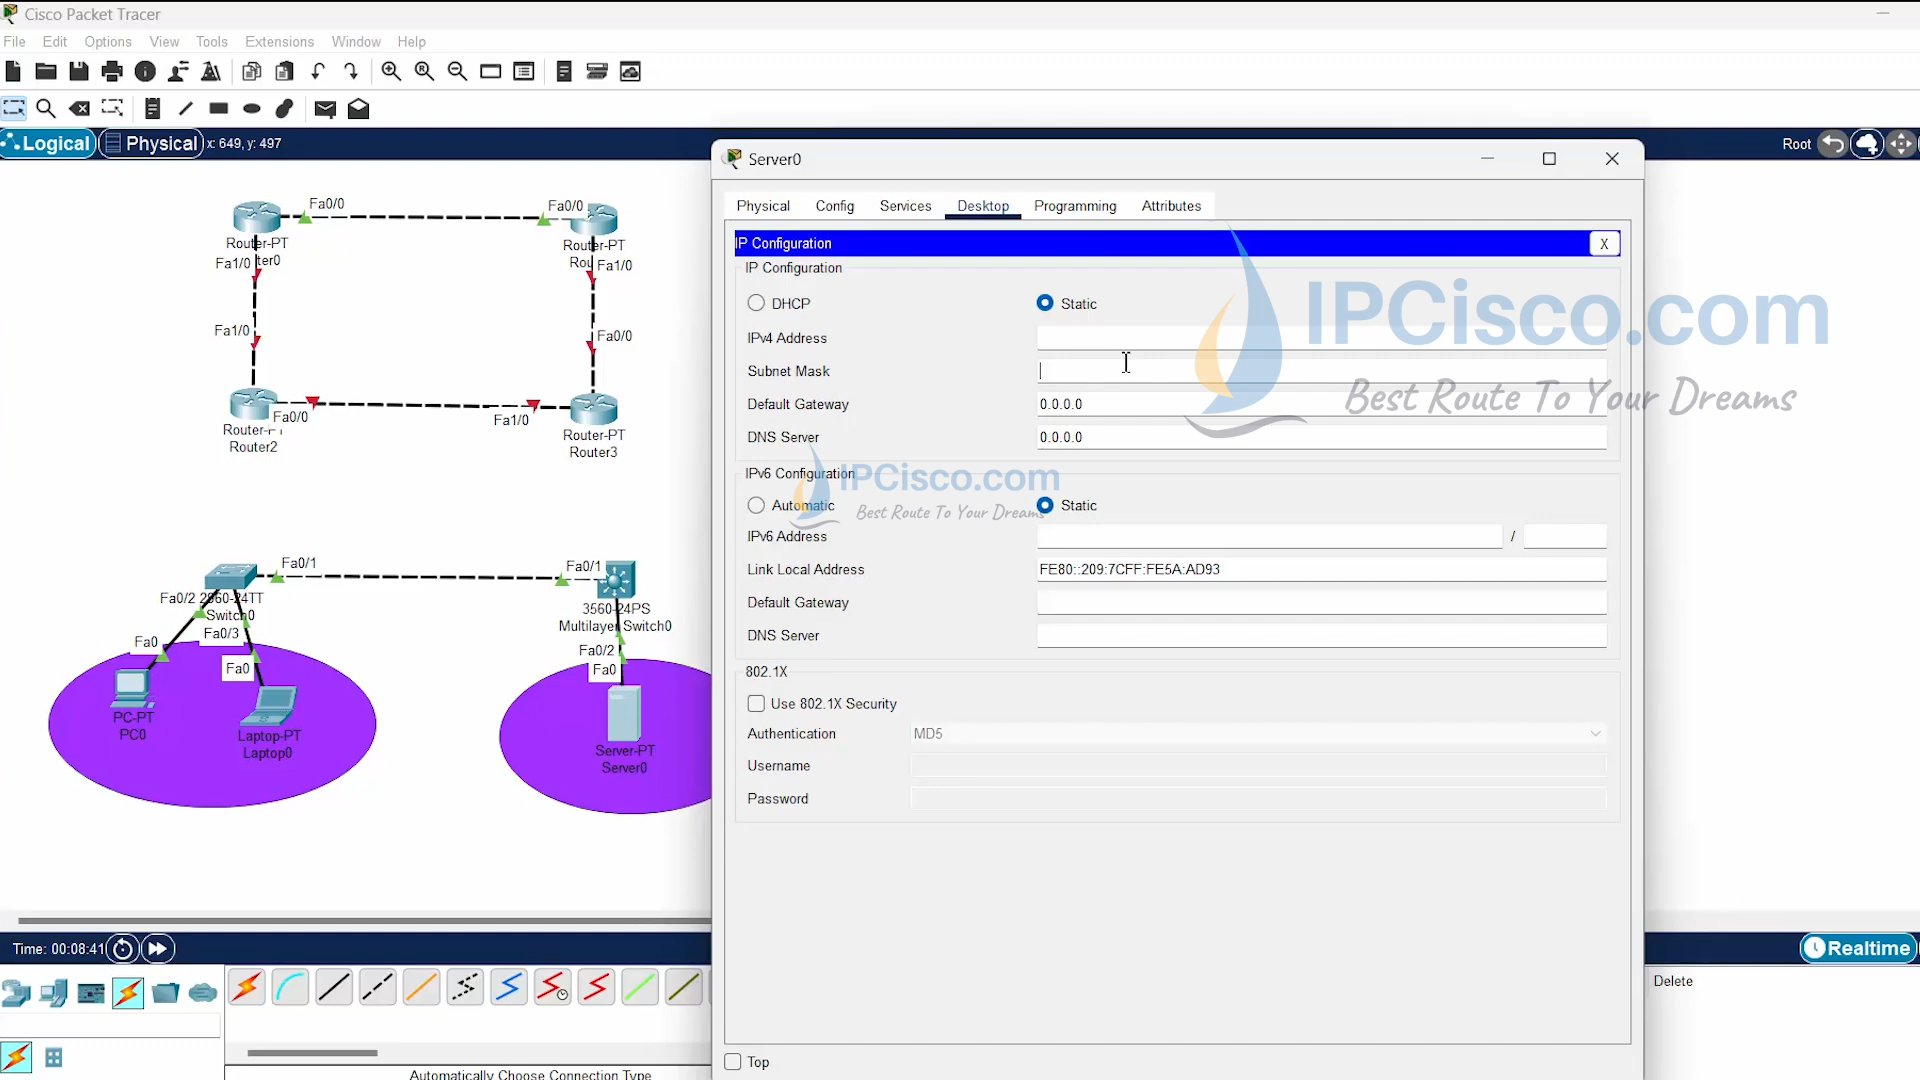 Cisco Packet Tracer
File Edit Options View Tools Extensions Window Help
Logical Physical x: 649, y: 497
Root
Fa0/0 Fa0/0
Router-PT
Fa1/0 ter0
Router-PT
Rou Fa1/0
Fa1/0 Fa0/0
Fa0/0 Fa1/0
Router-
Router2
Router-PT
Router3
Fa0/1 Fa0/1
Fa0/2 2960-24TT
Switch0
Fa0/3
3560-24PS
Multilayer Switch0
Fa0 Fa0
Fa0/2
Fa0
PC-PT
PC0
Laptop-PT
Laptop0
Server-PT
Server0
Server0
Physical Config Services Desktop Programming Attributes
IP Configuration X
IP Configuration
DHCP Static
IPv4 Address
Subnet Mask
Default Gateway 0.0.0.0
DNS Server 0.0.0.0
IPv6 Configuration
Automatic Static
IPv6 Address /
Link Local Address FE80::209:7CFF:FE5A:AD93
Default Gateway
DNS Server
802.1X
Use 802.1X Security
Authentication MD5
Username
Password
Top
IPCisco.com
Best Route To Your Dreams
IPCisco.com
Best Route To Your Dreams
Time: 00:08:41
Realtime
Delete
Automatically Choose Connection Type